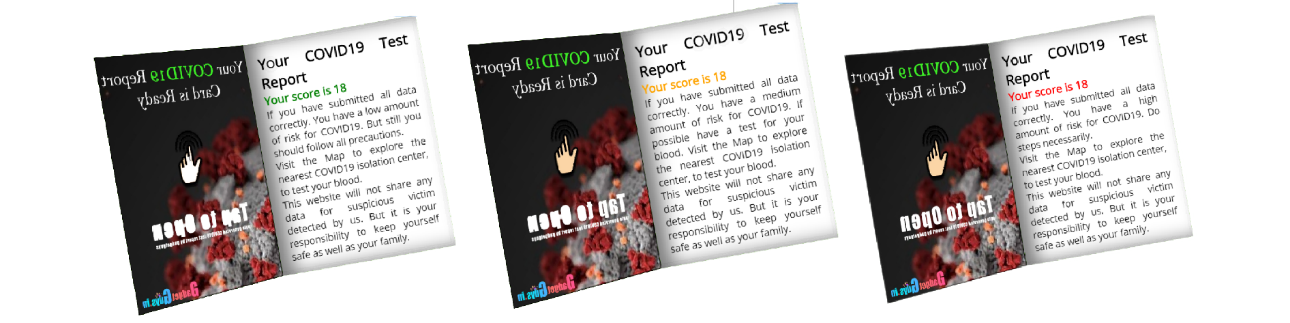 Your COVID19 Report
Card is Ready
Tap to Open
GadgetGuys.in
Your COVID19 Test
Report
Your score is 18
If you have submitted all data
correctly. You have a low amount
of risk for COVID19. But still you
should follow all precautions.
Visit the Map to explore the
nearest COVID19 isolation center,
to test your blood.
This website will not share any
data for suspicious victim
detected by us. But it is your
responsibility to keep yourself
safe as well as your family.
Your COVID19 Report
Card is Ready
Tap to Open
GadgetGuys.in
Your COVID19 Test
Report
Your score is 18
If you have submitted all data
correctly. You have a medium
amount of risk for COVID19. If
possible have a test for your
blood. Visit the Map to explore
the nearest COVID19 isolation
center, to test your blood.
This website will not share any
data for suspicious victim
detected by us. But it is your
responsibility to keep yourself
safe as well as your family.
Your COVID19 Report
Card is Ready
Tap to Open
GadgetGuys.in
Your COVID19 Test
Report
Your score is 18
If you have submitted all data
correctly. You have a high
amount of risk for COVID19. Do
steps necessarily.
Visit the Map to explore the
nearest COVID19 isolation center,
to test your blood.
This website will not share any
data for suspicious victim
detected by us. But it is your
responsibility to keep yourself
safe as well as your family.